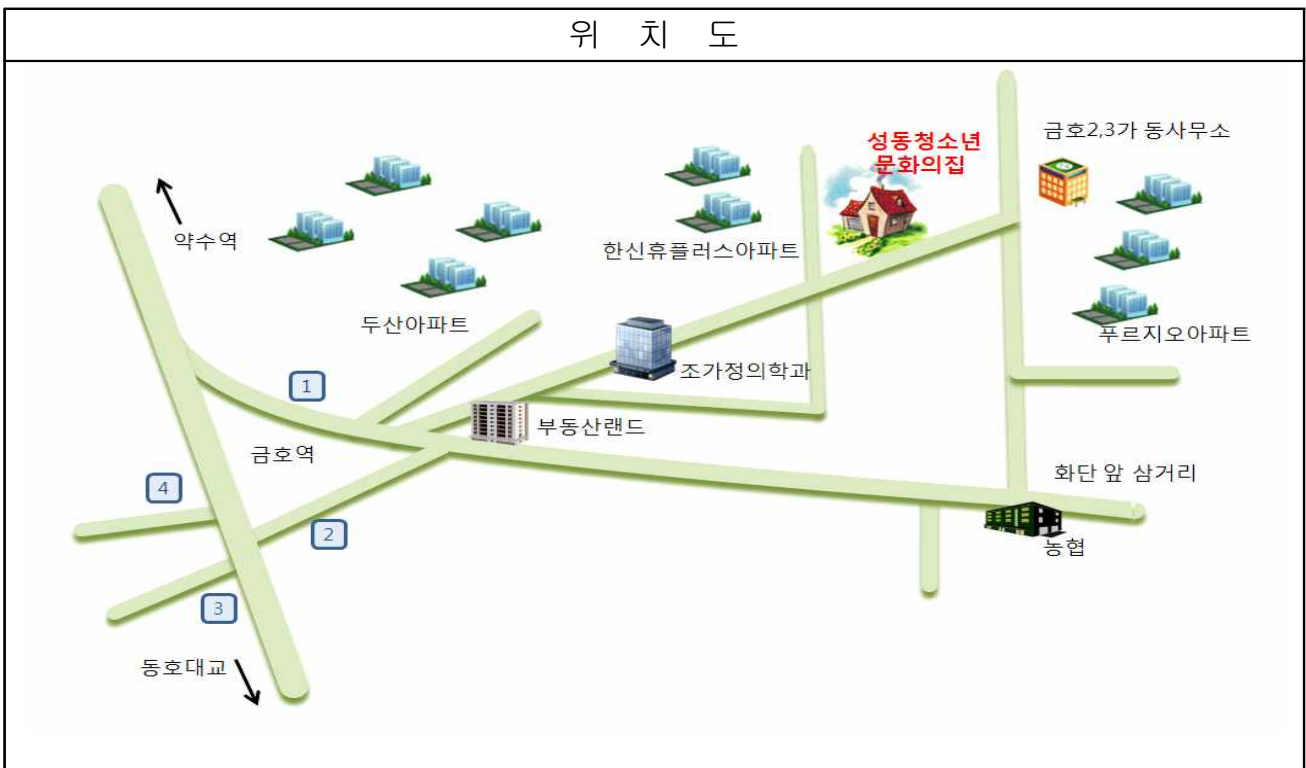 위 치 도
성동청소년
문화의집
금호2,3가 동사무소
약수역
한신휴플러스아파트
두산아파트
푸르지오아파트
조가정의학과
1
부동산랜드
금호역
화단 앞 삼거리
4
2
농협
3
동호대교